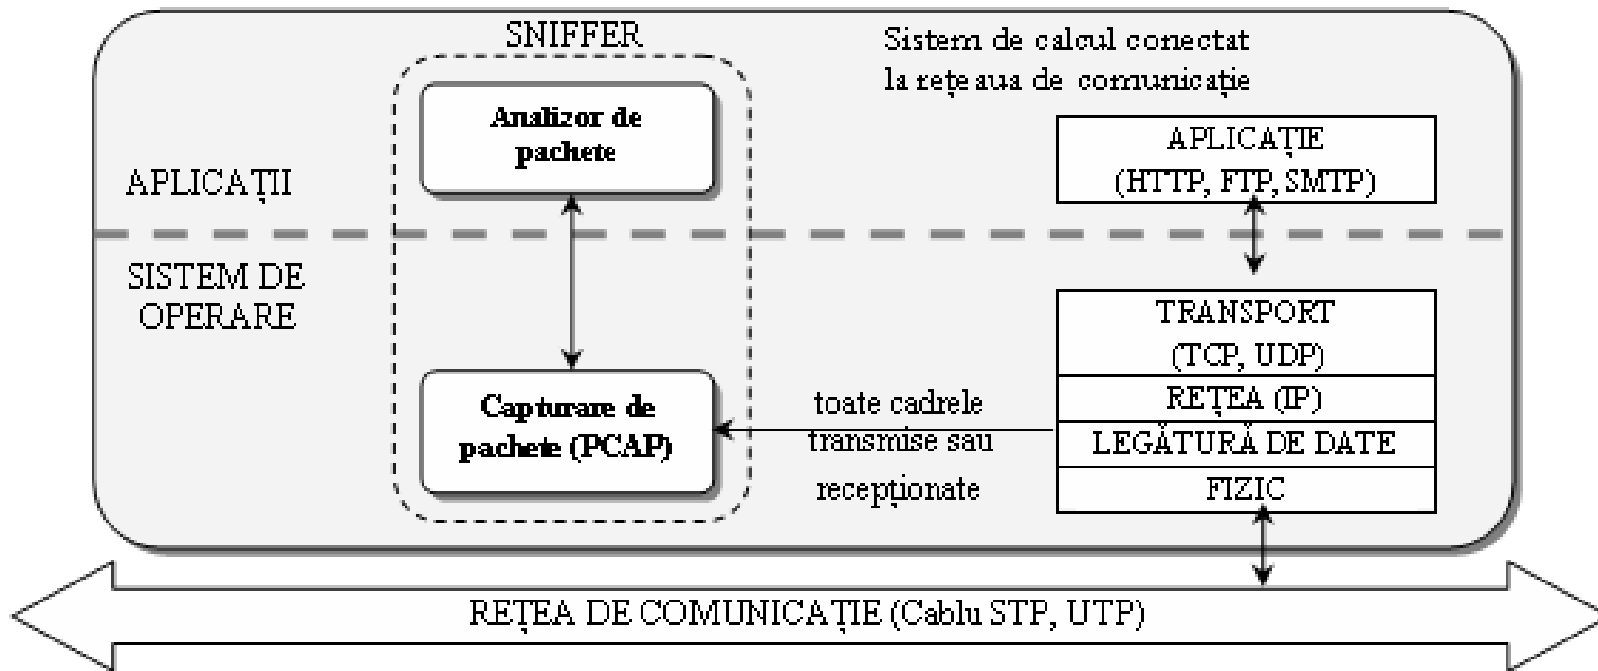 SNIFFER
Sistem de calcul conectat
la rețeaua de comunicație
Analizor de
pachete
APLICAȚIE
(HTTP, FTP, SMTP)
APLICAȚII
SISTEM DE
OPERARE
TRANSPORT
(TCP, UDP)
REȚEA (IP)
LEGĂTURĂ DE DATE
FIZIC
Capturare de
pachete (PCAP)
toate cadrele
transmise sau
recepționate
REȚEA DE COMUNICAȚIE (Cablu STP, UTP)